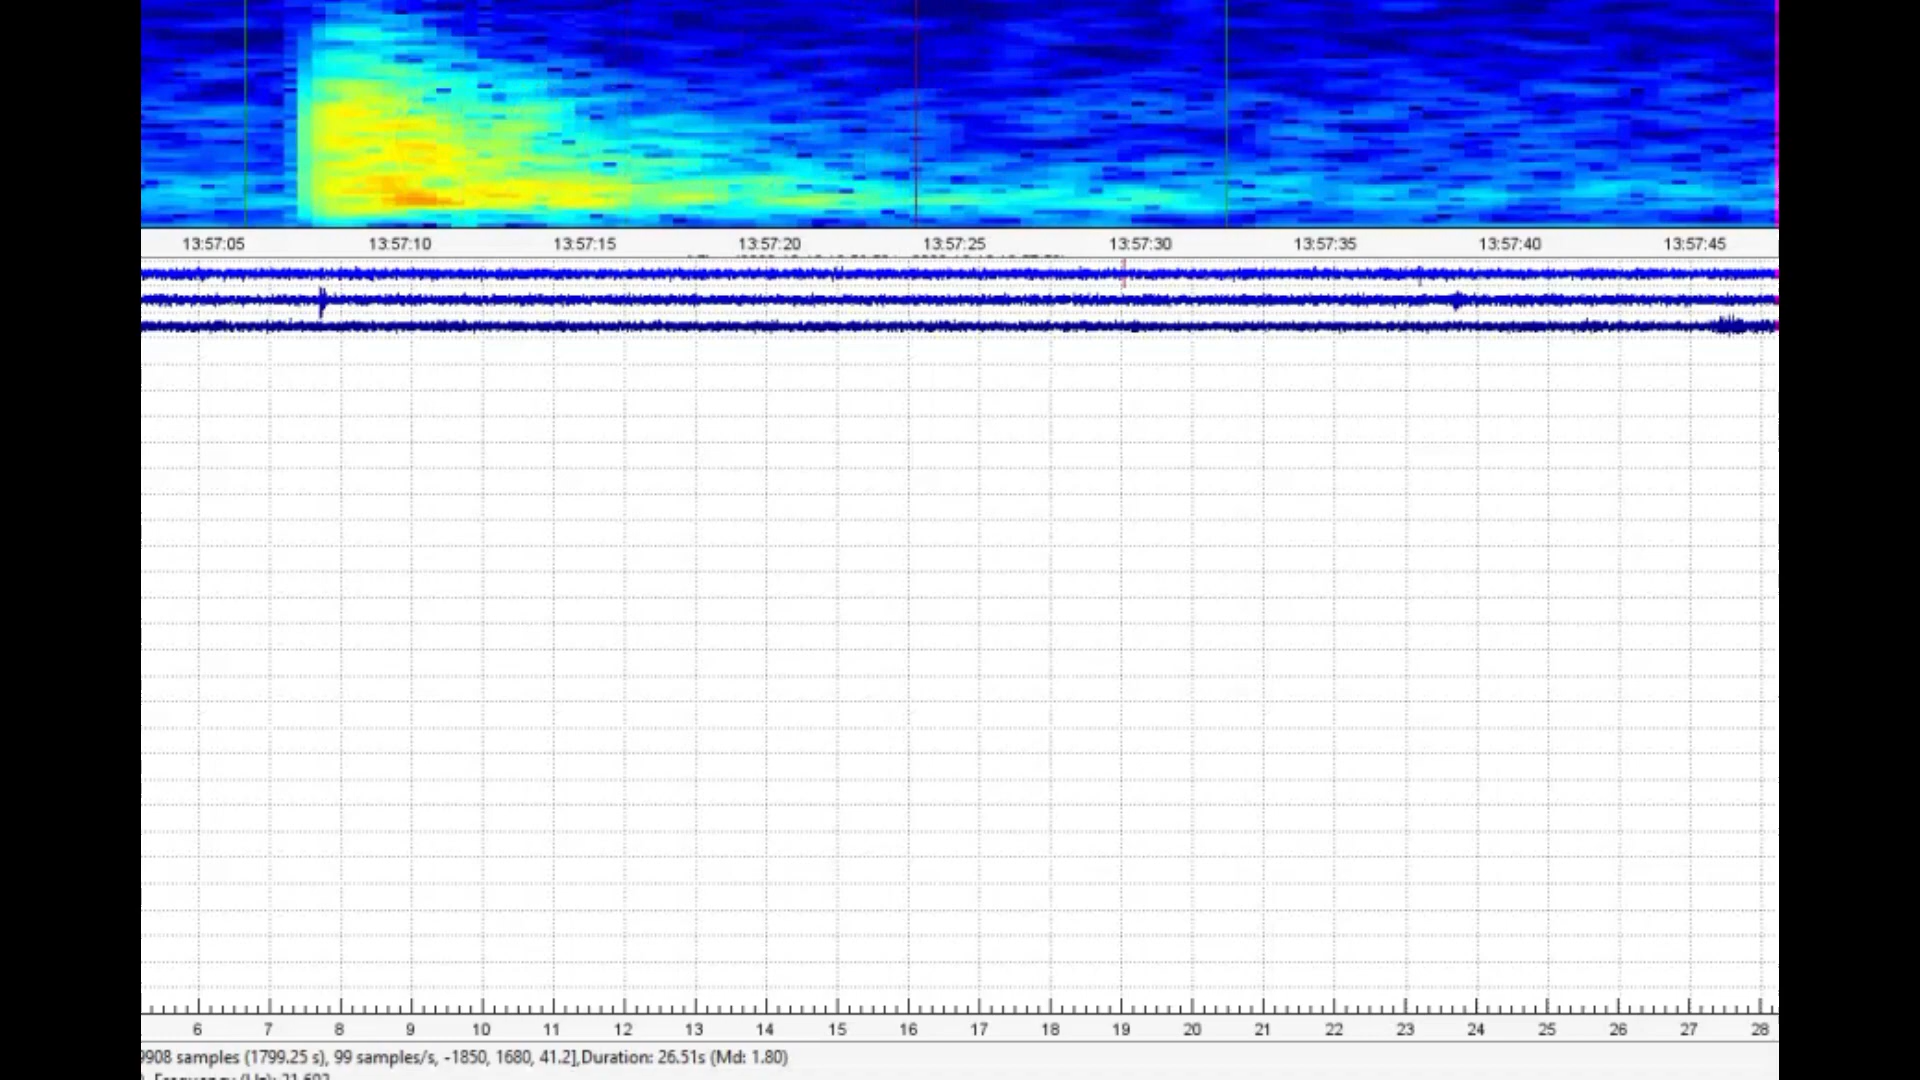 13:57:05 13:57:10 13:57:15 13:57:20 13:57:25 13:57:30 13:57:35 13:57:40 13:57:45
6 7 8 9 10 11 12 13 14 15 16 17 18 19 20 21 22 23 24 25 26 27 28
9908 samples (1799.25 s), 99 samples/s, -1850, 1680, 41.2],Duration: 26.51s (Md: 1.80)